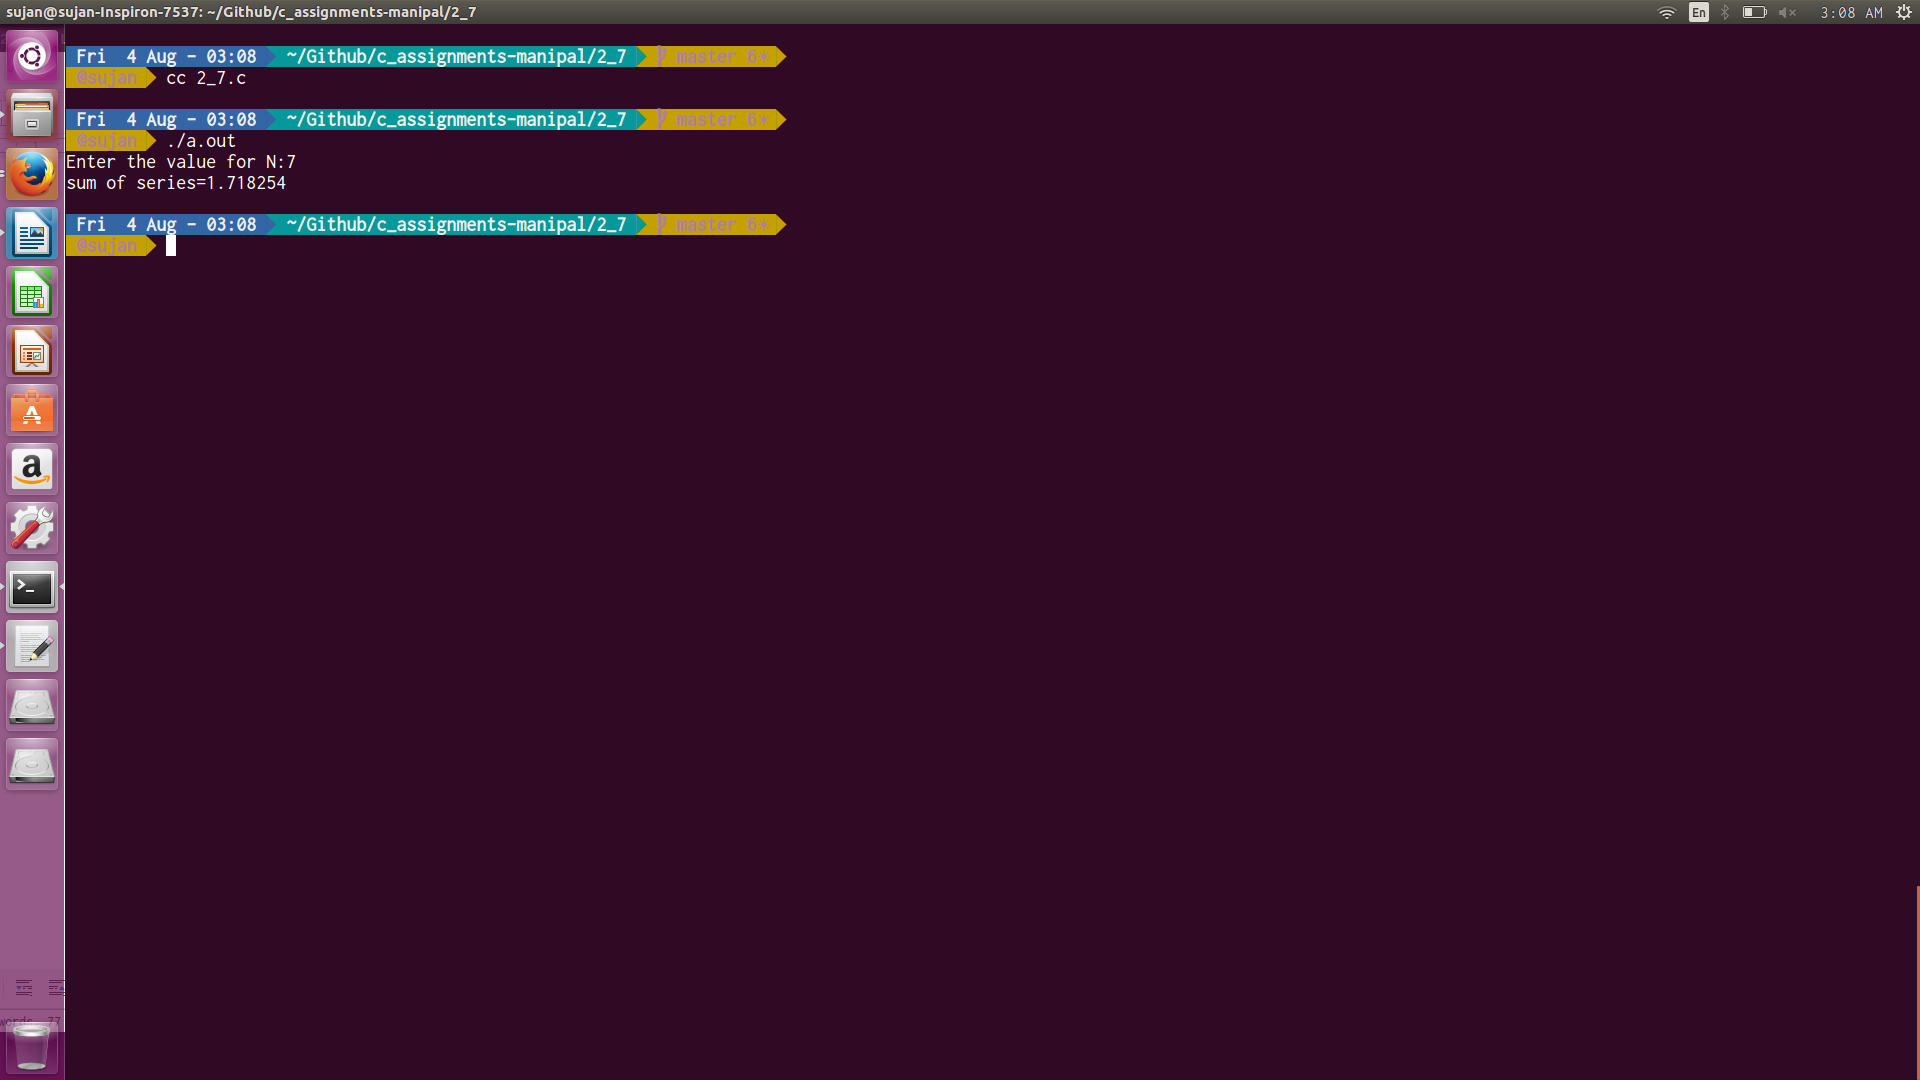 sujan@sujan-Inspiron-7537: ~/Github/c_assignments-manipal/2_7
En 3:08 AM
Fri 4 Aug - 03:08 ~/Github/c_assignments-manipal/2_7 master 6*
@sujan cc 2_7.c
Fri 4 Aug - 03:08 ~/Github/c_assignments-manipal/2_7 master 6*
@sujan ./a.out
Enter the value for N:7
sum of series=1.718254
Fri 4 Aug - 03:08 ~/Github/c_assignments-manipal/2_7 master 6*
@sujan
words, 77